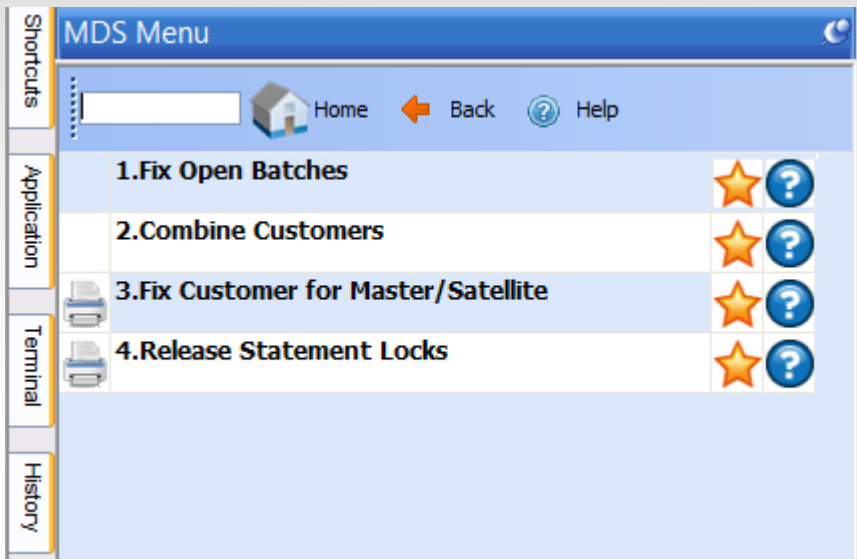 MDS Menu
Home Back Help
1.Fix Open Batches
2.Combine Customers
3.Fix Customer for Master/Satellite
4.Release Statement Locks
Shortcuts
Application
Terminal
History